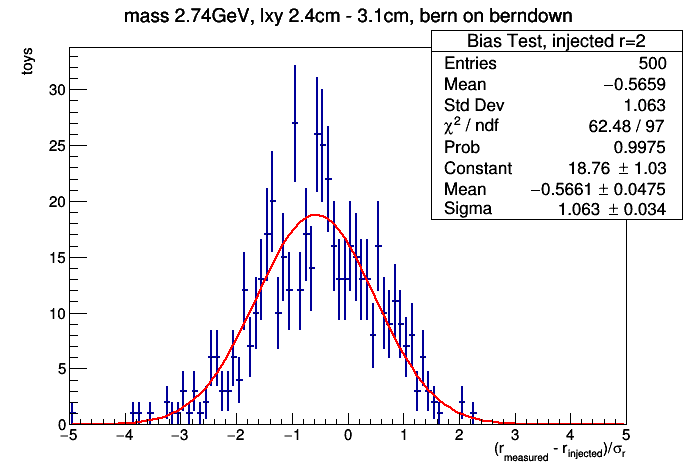 mass 2.74GeV, lxy 2.4cm - 3.1cm, bern on berndown
Bias Test, injected r=2
Entries 500
Mean −0.5659
Std Dev 1.063
χ² / ndf 62.48 / 97
Prob 0.9975
Constant 18.76 ± 1.03
Mean −0.5661 ± 0.0475
Sigma 1.063 ± 0.034
toys
30
25
20
15
10
5
0
−5 −4 −3 −2 −1 0 1 2 3 4 5
(r_measured - r_injected)/σ_r